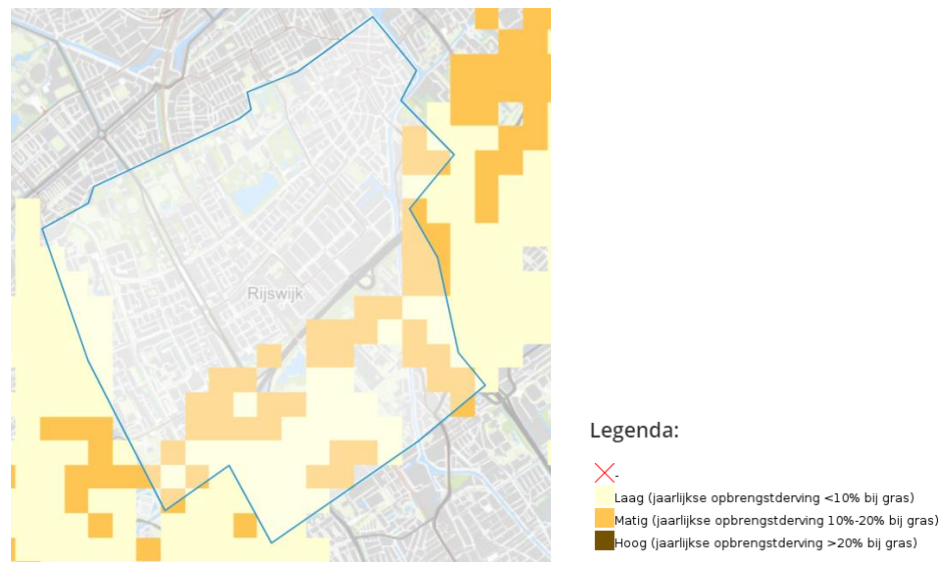 Rijswijk
Legenda:
-
Laag (jaarlijkse opbrengstderving <10% bij gras)
Matig (jaarlijkse opbrengstderving 10%-20% bij gras)
Hoog (jaarlijkse opbrengstderving >20% bij gras)